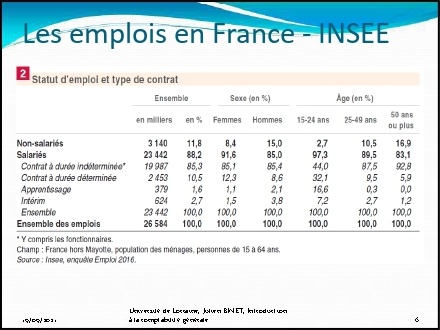 Les emplois en France - INSEE
2 Statut d'emploi et type de contrat
Ensemble Sexe (en %) Âge (en %)
en milliers en % Femmes Hommes 15-24 ans 25-49 ans 50 ans ou plus
Non-salariés 3 140 11,8 8,4 15,0 2,7 10,5 16,9
Salariés 23 442 88,2 91,6 85,0 97,3 89,5 83,1
Contrat à durée indéterminée* 19 987 85,3 85,1 85,4 44,0 87,5 92,8
Contrat à durée déterminée 2 453 10,5 12,3 8,6 32,1 9,5 5,9
Apprentissage 379 1,6 1,1 2,1 16,6 0,3 0,0
Intérim 624 2,7 1,5 3,8 7,2 2,7 1,2
Ensemble 23 442 100,0 100,0 100,0 100,0 100,0 100,0
Ensemble des emplois 26 584 100,0 100,0 100,0 100,0 100,0 100,0
* Y compris les fonctionnaires.
Champ : France hors Mayotte, population des ménages, personnes de 15 à 64 ans.
Source : Insee, enquête Emploi 2016.
Université de Lorraine, BINET, Introduction
à la comptabilité générale
6